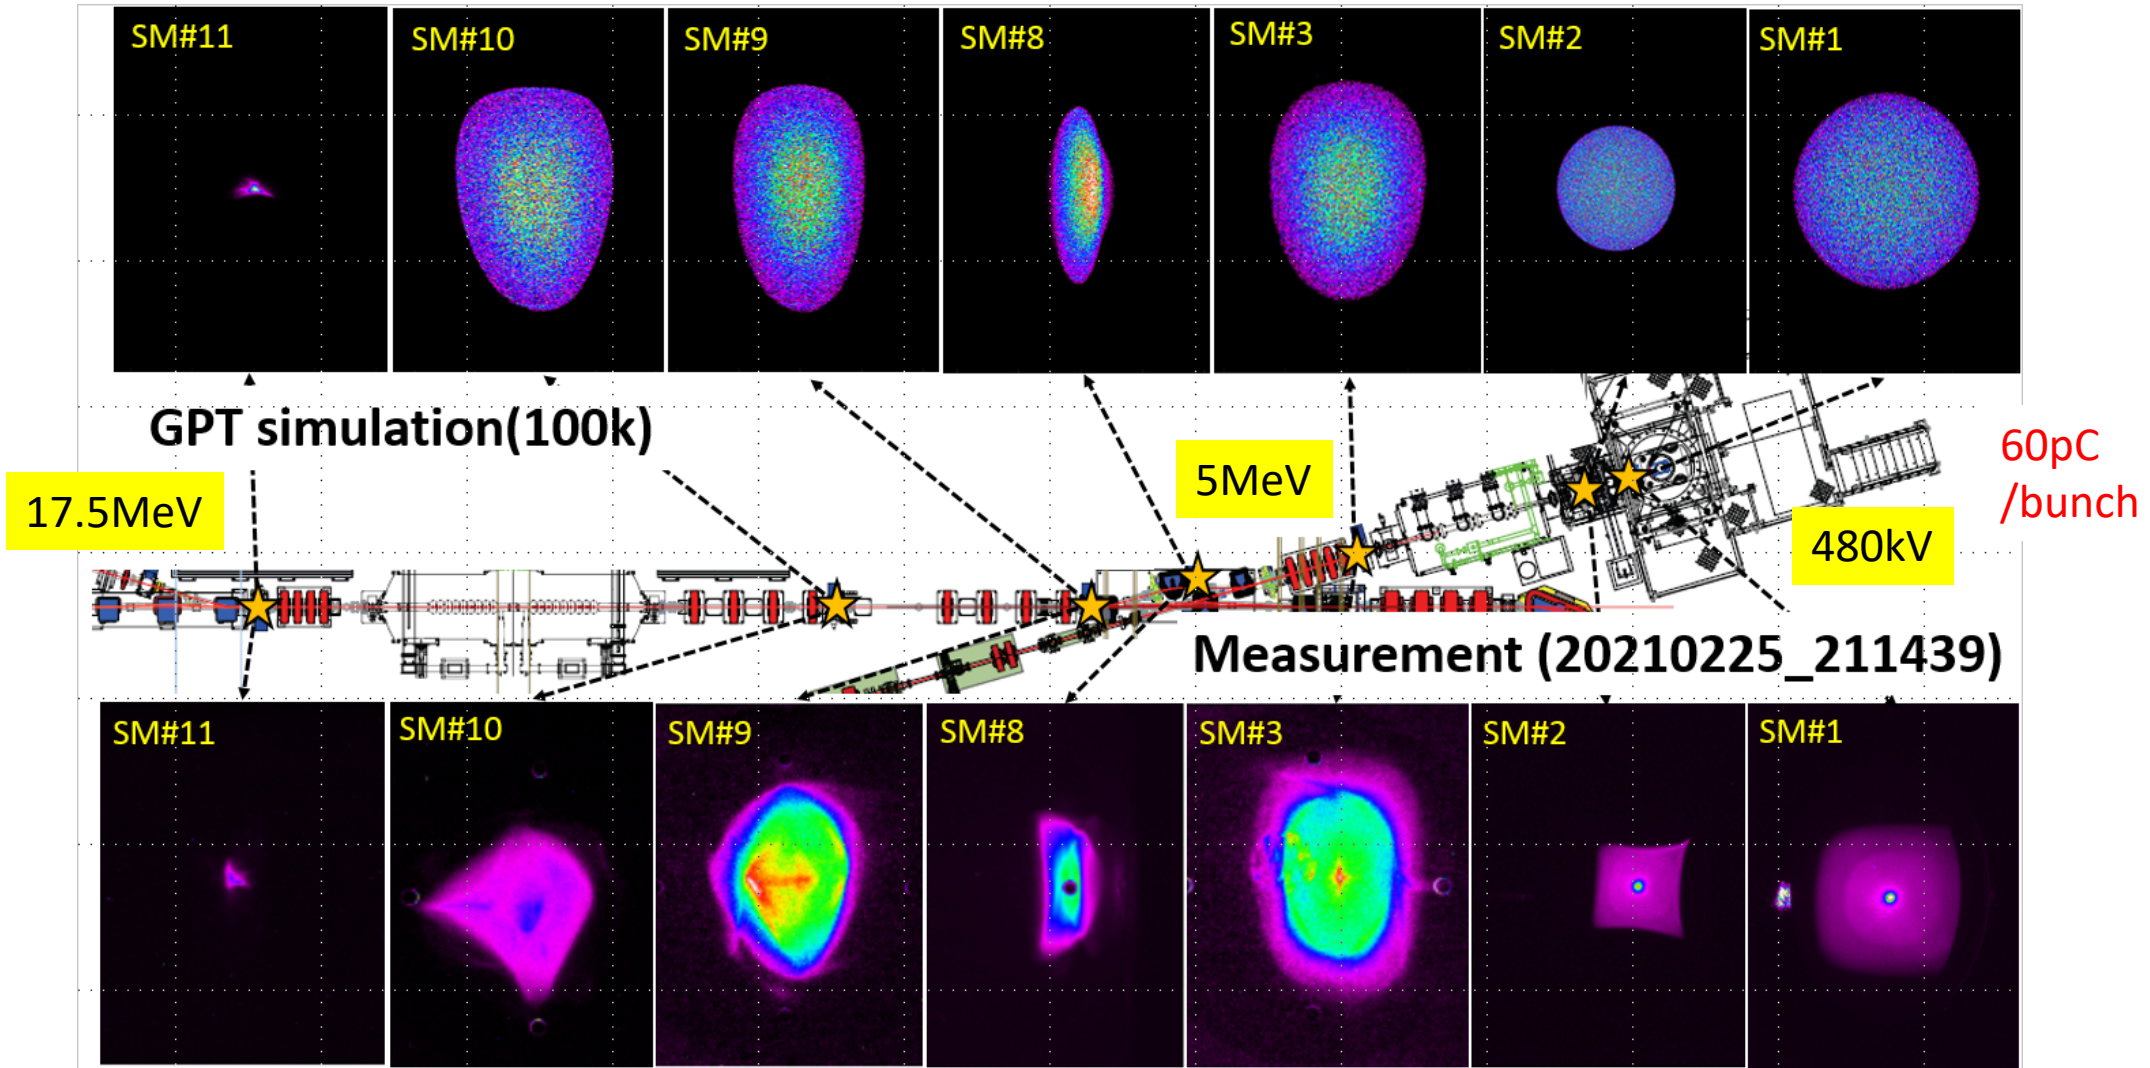 SM#11
SM#10
SM#9
SM#8
SM#3
SM#2
SM#1
GPT simulation(100k)
17.5MeV
5MeV
480kV
60pC
/bunch
Measurement (20210225_211439)
SM#11
SM#10
SM#9
SM#8
SM#3
SM#2
SM#1